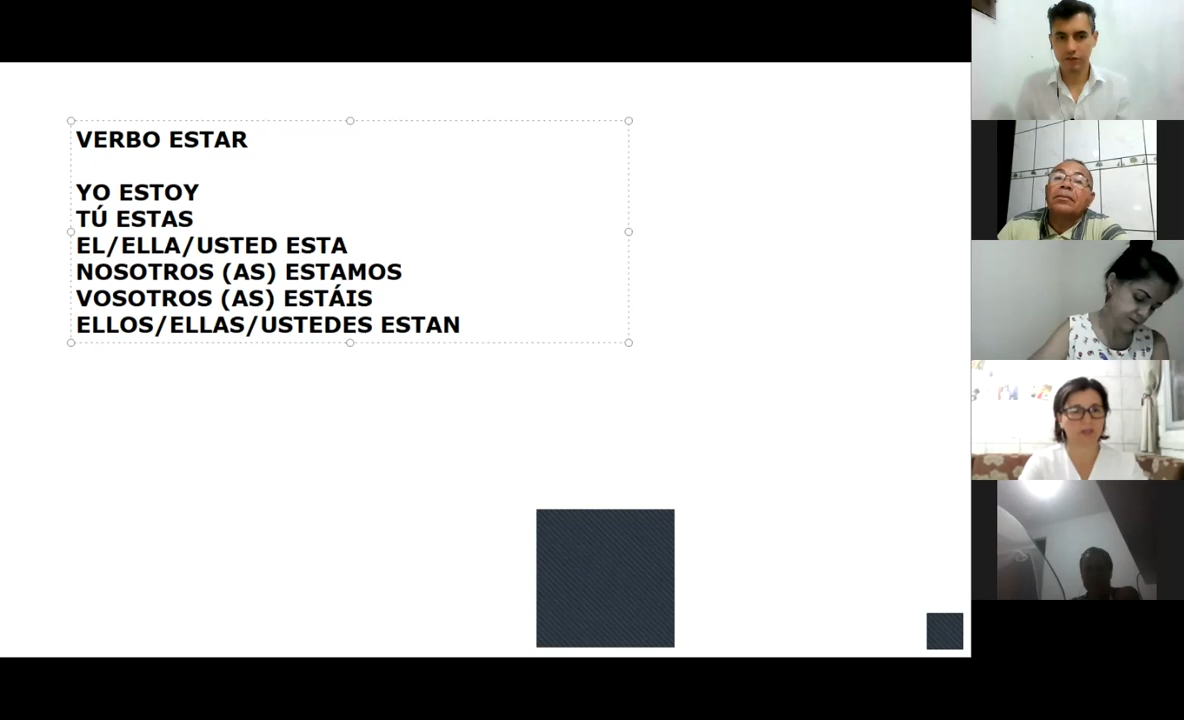 VERBO ESTAR
YO ESTOY
TÚ ESTAS
EL/ELLA/USTED ESTA
NOSOTROS (AS) ESTAMOS
VOSOTROS (AS) ESTÁIS
ELLOS/ELLAS/USTEDES ESTAN